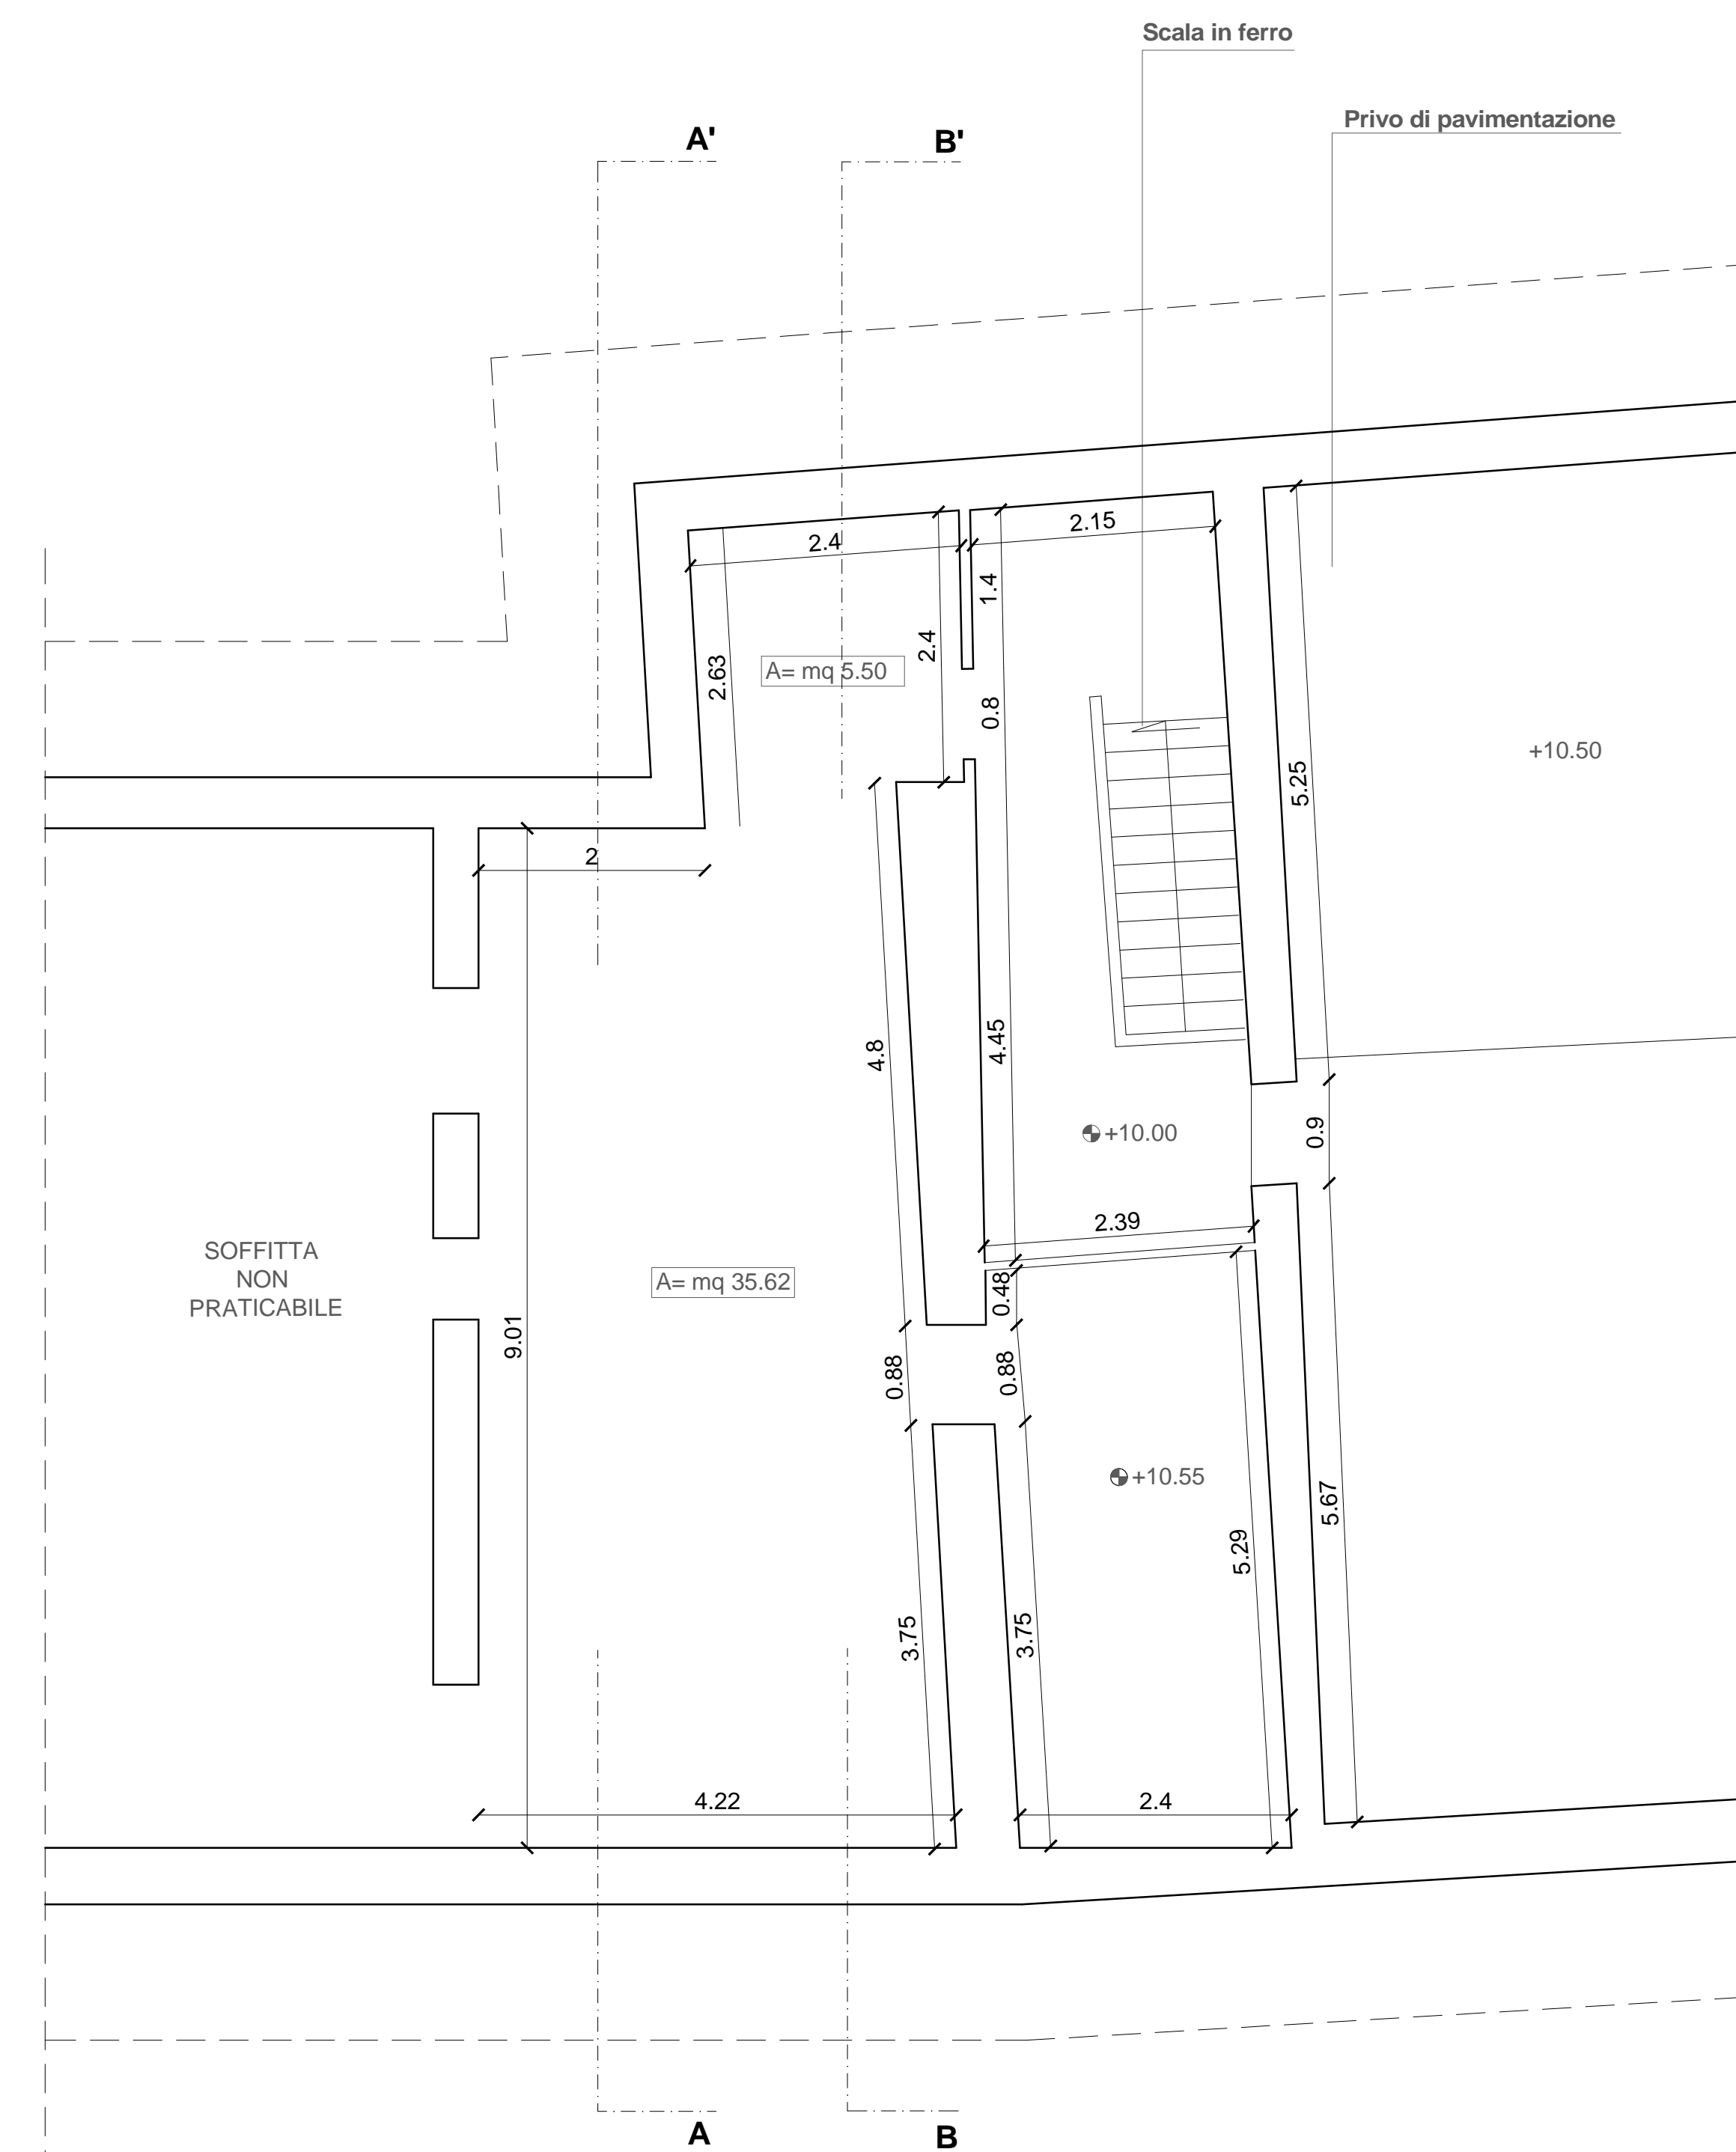 Scala in ferro
Privo di pavimentazione
A'
B'
2.15
2.4
1.4
2.4
2.63
A= mq 5.50
0.8
+10.50
5.25
2
4.8
4.45
+10.00
0.9
2.39
SOFFITTA
NON
PRATICABILE
A= mq 35.62
0.48
9.01
0.88
0.88
+10.55
5.67
5.29
3.75
3.75
4.22
2.4
A
B